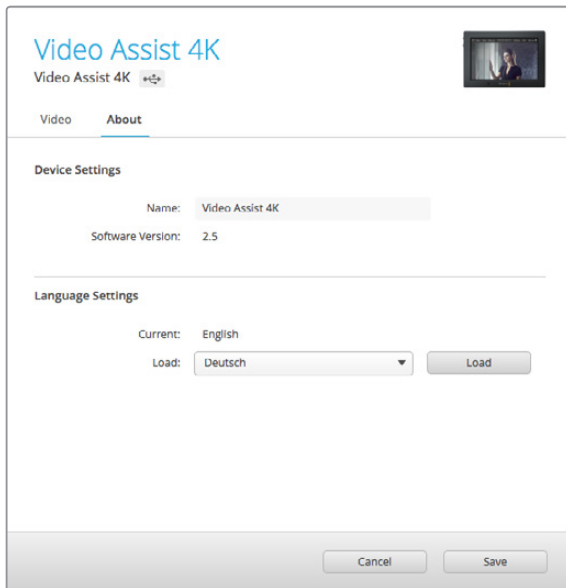 Video Assist 4K
Video Assist 4K
Video About
Device Settings
Name: Video Assist 4K
Software Version: 2.5
Language Settings
Current: English
Load: Deutsch Load
Cancel Save